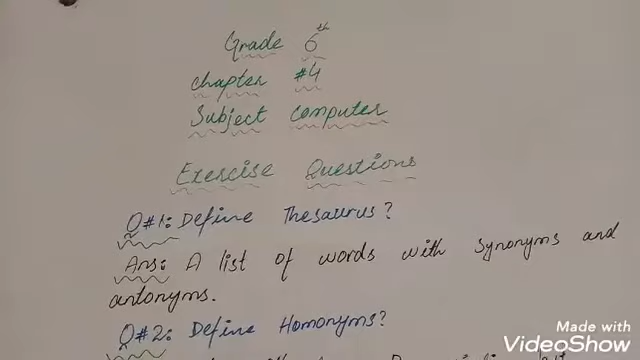 Grade 6th
Chapter #4
Subject Computer
Exercise Questions
Q#1: Define Thesaurus?
Ans: A list of words with synonyms and
antonyms.
Q#2: Define Homonyms?
Made with
VideoShow